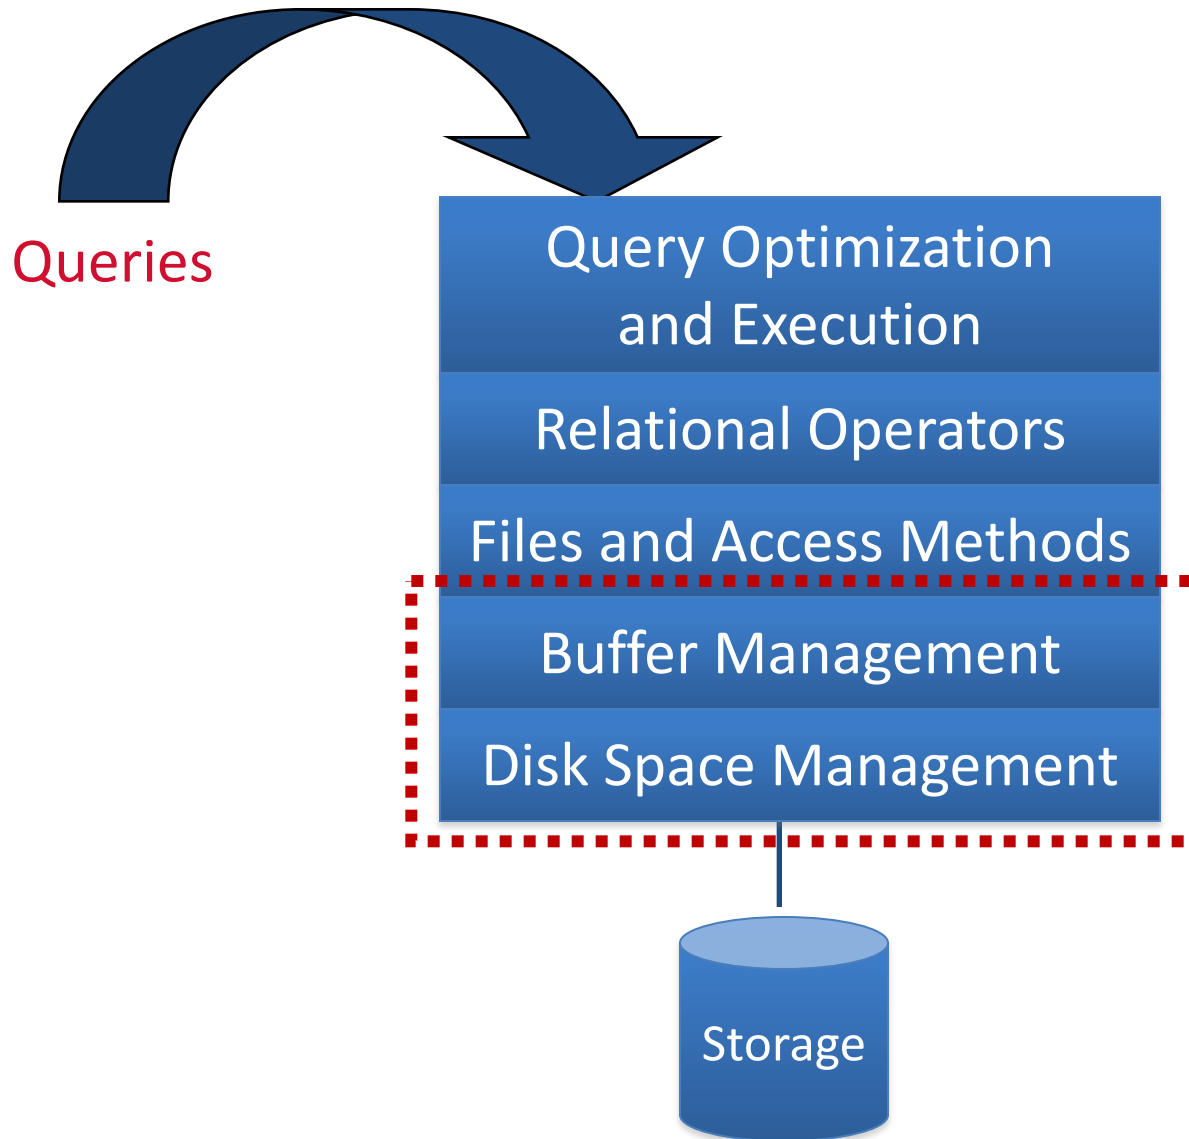 Queries
Query Optimization
and Execution
Relational Operators
Files and Access Methods
Buffer Management
Disk Space Management
Storage